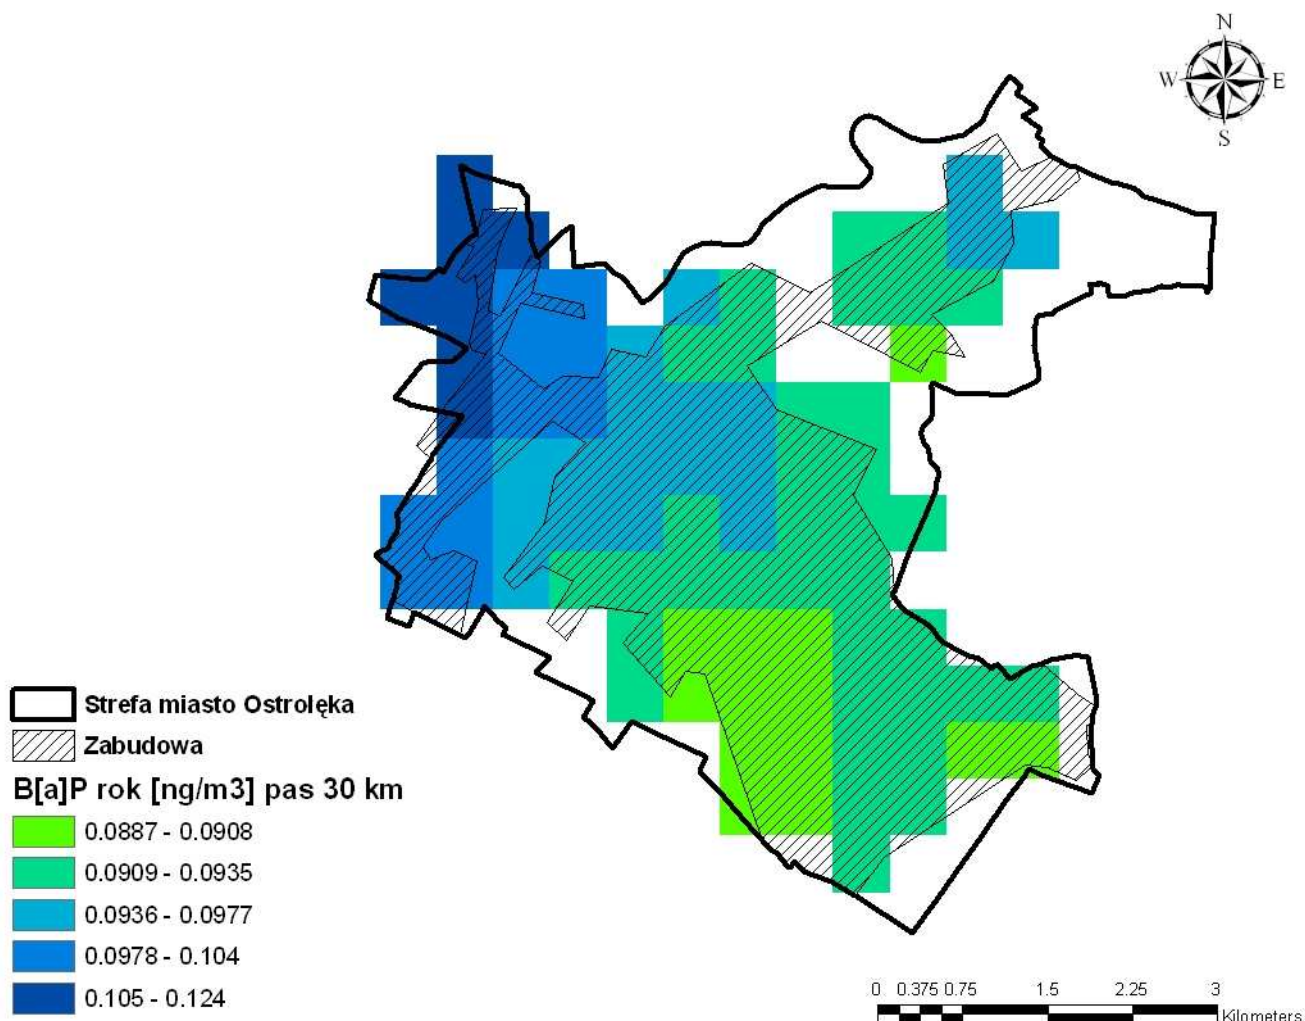 N
W E
S
Strefa miasto Ostrołęka
Zabudowa
B[a]P rok [ng/m3] pas 30 km
0.0887 - 0.0908
0.0909 - 0.0935
0.0936 - 0.0977
0.0978 - 0.104
0.105 - 0.124
0 0.375 0.75 1.5 2.25 3
Kilometers